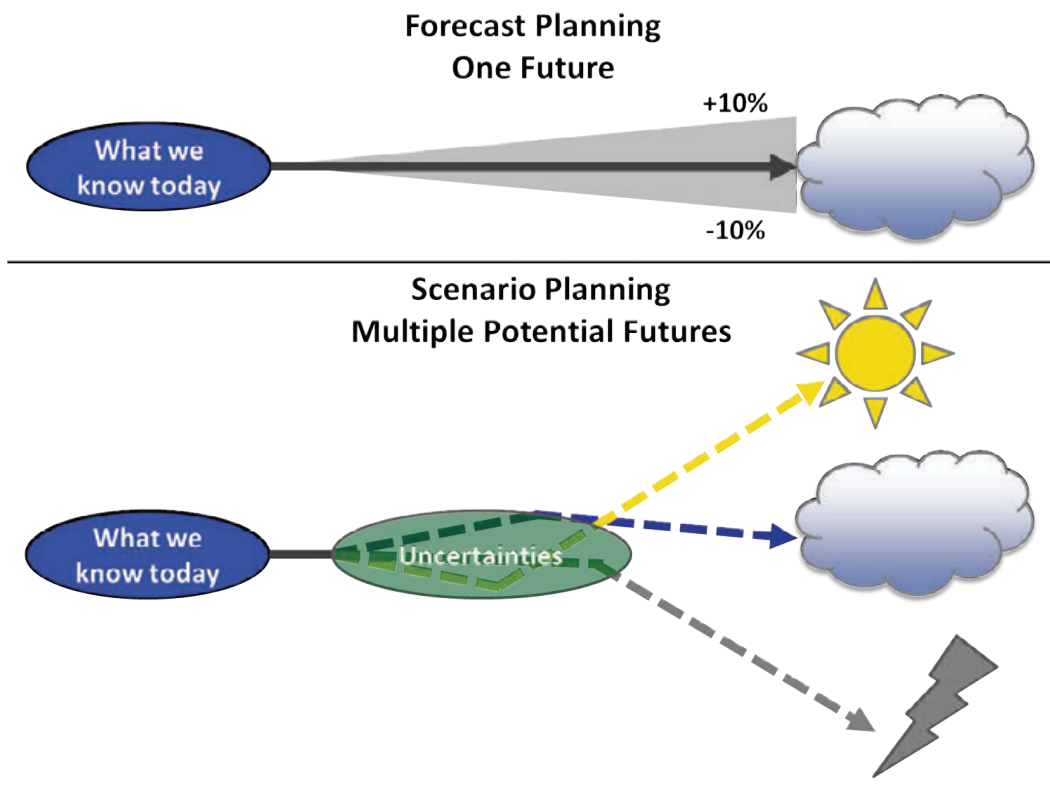 Forecast Planning
One Future
+10%
What we
know today
-10%
Scenario Planning
Multiple Potential Futures
What we
know today
Uncertainties